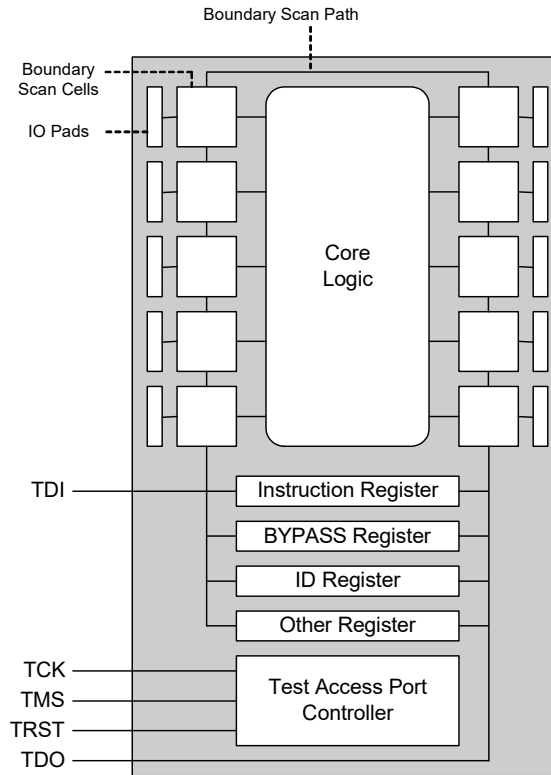 Boundary Scan Path
Boundary
Scan Cells
IO Pads
Core
Logic
TDI
Instruction Register
BYPASS Register
ID Register
Other Register
TCK
TMS
TRST
TDO
Test Access Port
Controller